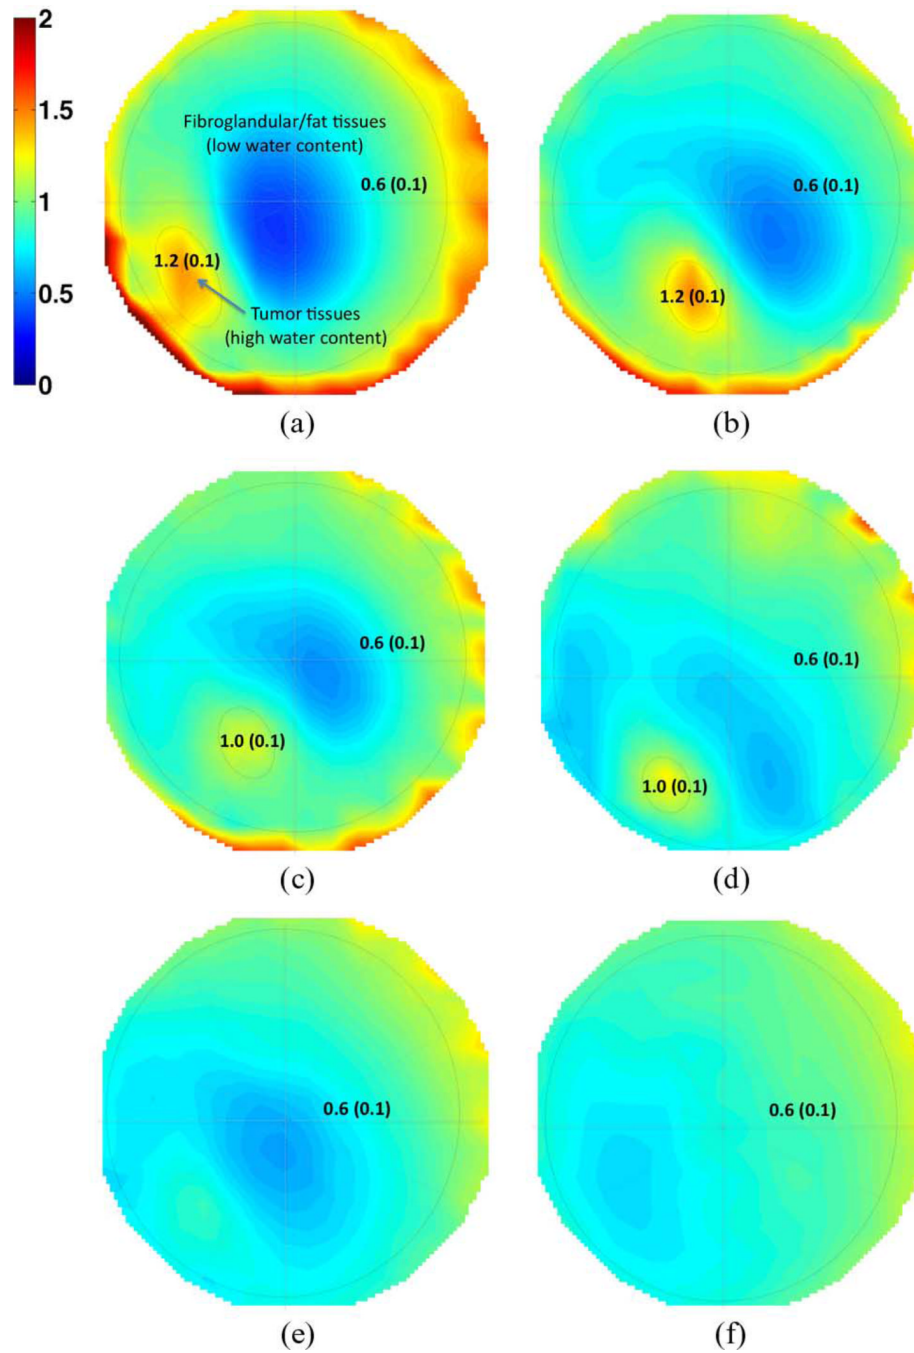 2
1.5
1
0.5
0
Fibroglandular/fat tissues
(low water content)
0.6 (0.1)
1.2 (0.1)
Tumor tissues
(high water content)
(a)
0.6 (0.1)
1.2 (0.1)
(b)
0.6 (0.1)
1.0 (0.1)
(c)
0.6 (0.1)
1.0 (0.1)
(d)
0.6 (0.1)
(e)
0.6 (0.1)
(f)